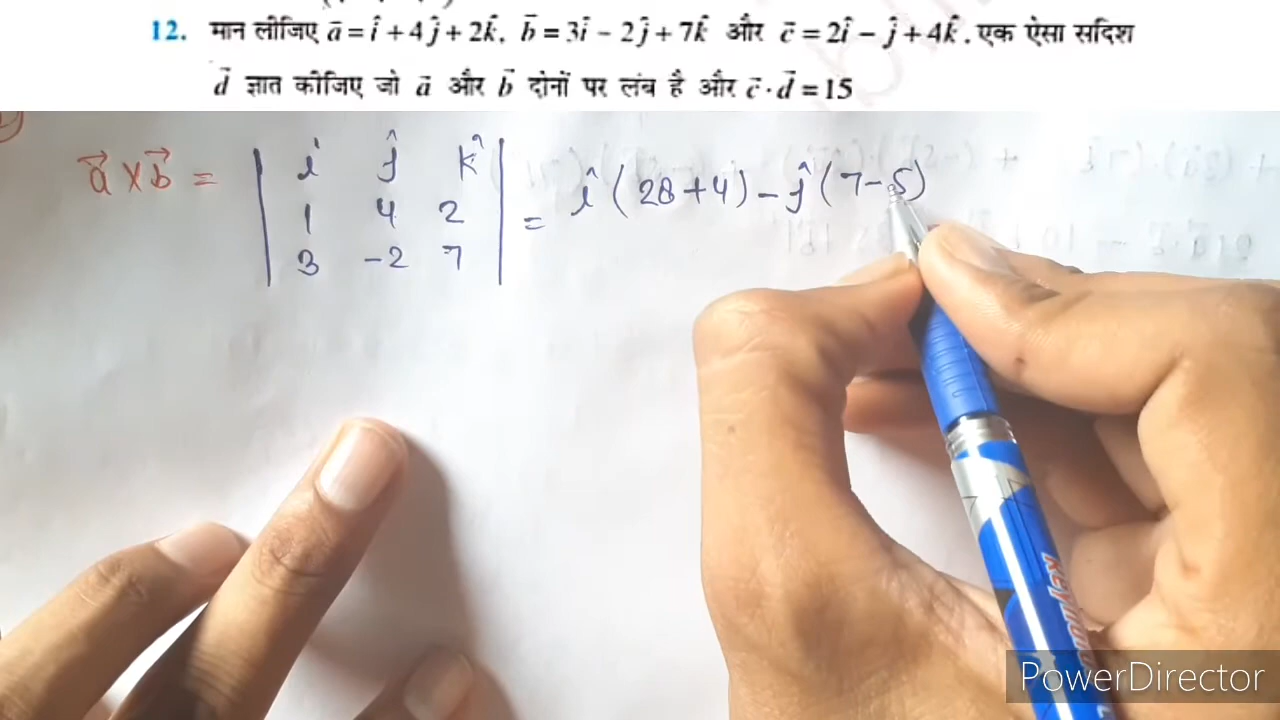 12. मान लीजिए a⃗ = î + 4ĵ + 2k̂, b⃗ = 3î − 2ĵ + 7k̂ और c⃗ = 2î − ĵ + 4k̂. एक ऐसा सदिश
d⃗ ज्ञात कीजिए जो a⃗ और b⃗ दोनों पर लंब है और c⃗ · d⃗ = 15
a⃗ × b⃗ = | î ĵ k̂ | = î (28+4) − ĵ (7−5)
| 1 4 2 |
| 3 −2 7 |
PowerDirector